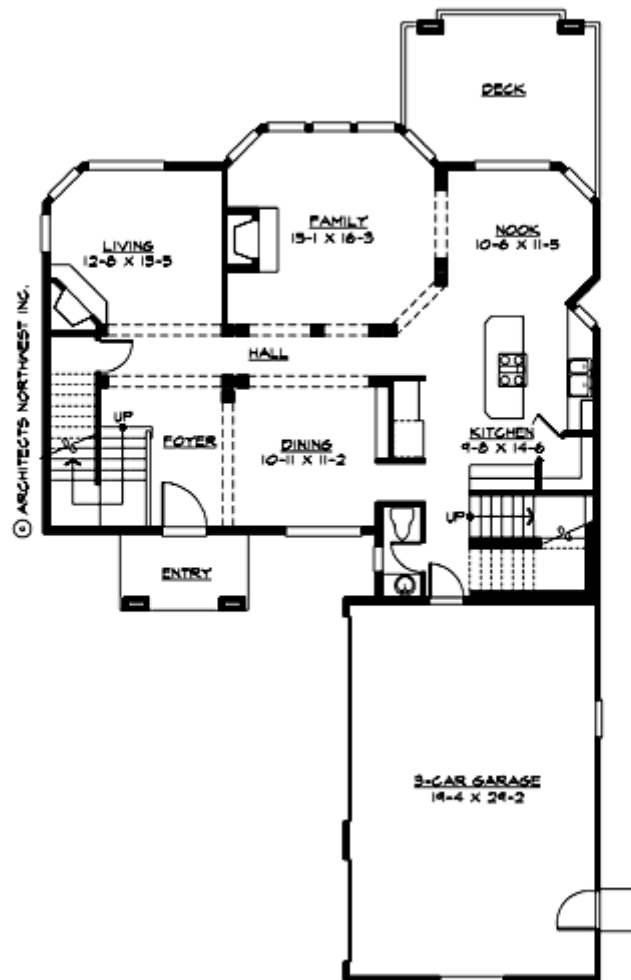 DECK
FAMILY
15-1 X 16-3
NOOK
10-6 X 11-5
LIVING
12-8 X 13-5
HALL
UP
FOYER
DINING
10-11 X 11-2
KITCHEN
9-8 X 14-6
UP
ENTRY
3-CAR GARAGE
19-4 X 29-2
© ARCHITECTS NORTHWEST INC.